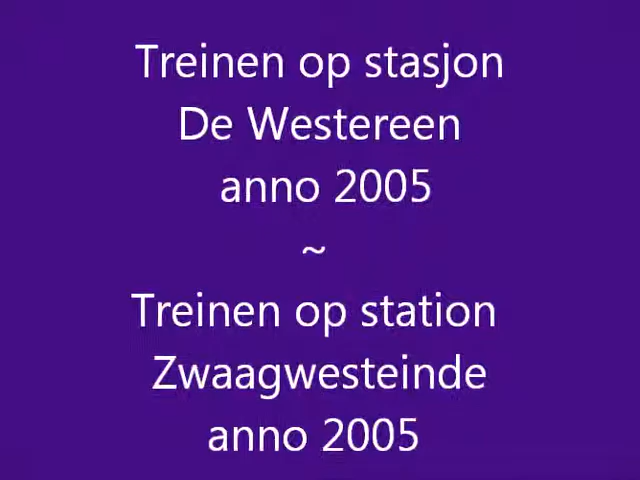 Treinen op stasjon
De Westereen
anno 2005
~
Treinen op station
Zwaagwesteinde
anno 2005